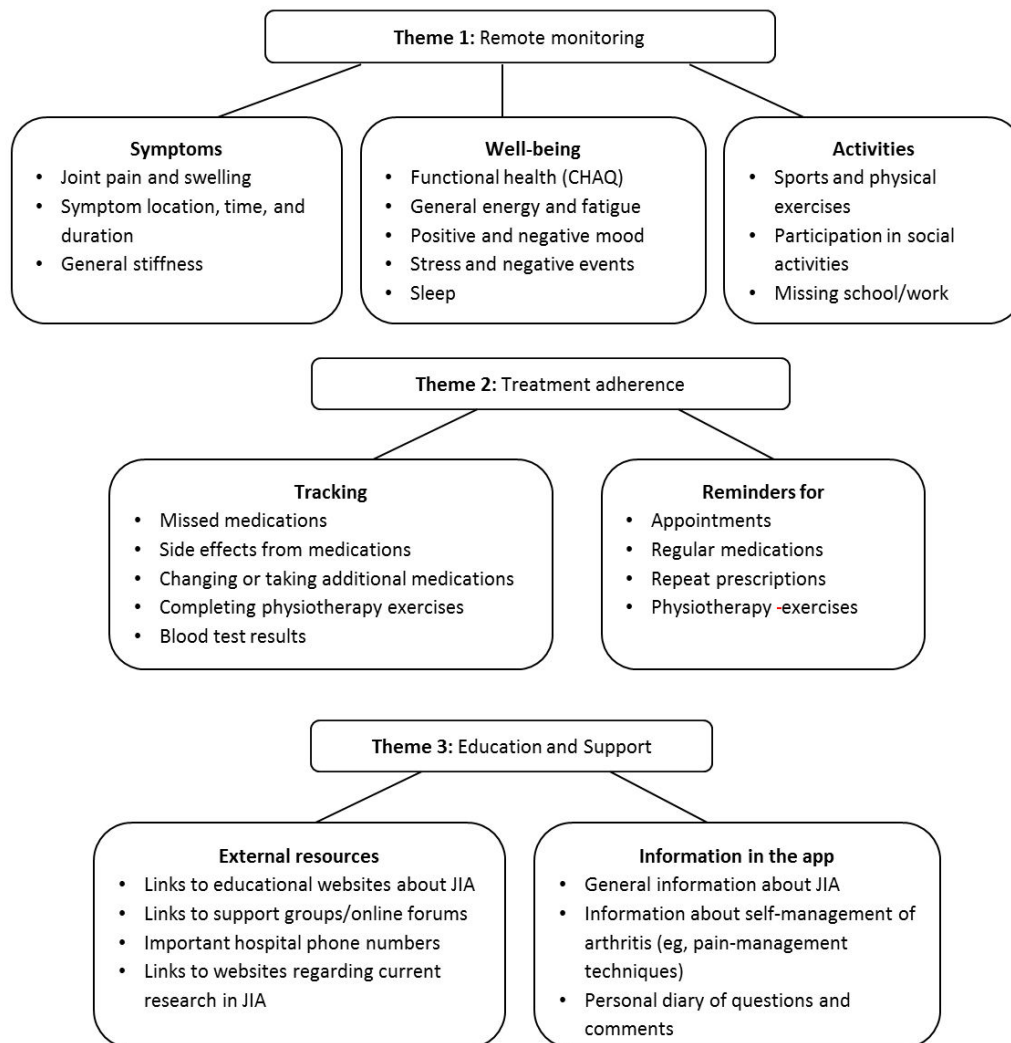 Theme 1: Remote monitoring
Symptoms
• Joint pain and swelling
• Symptom location, time, and
duration
• General stiffness
Well-being
• Functional health (CHAQ)
• General energy and fatigue
• Positive and negative mood
• Stress and negative events
• Sleep
Activities
• Sports and physical
exercises
• Participation in social
activities
• Missing school/work
Theme 2: Treatment adherence
Tracking
• Missed medications
• Side effects from medications
• Changing or taking additional medications
• Completing physiotherapy exercises
• Blood test results
Reminders for
• Appointments
• Regular medications
• Repeat prescriptions
• Physiotherapy -exercises
Theme 3: Education and Support
External resources
• Links to educational websites about JIA
• Links to support groups/online forums
• Important hospital phone numbers
• Links to websites regarding current
research in JIA
Information in the app
• General information about JIA
• Information about self-management of
arthritis (eg, pain-management
techniques)
• Personal diary of questions and
comments